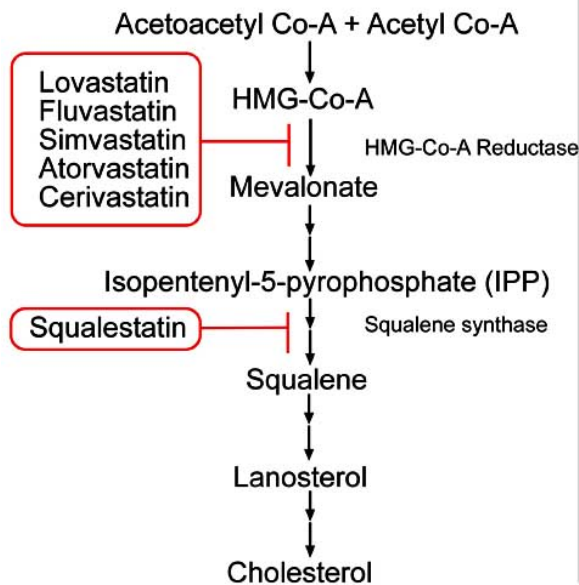 Acetoacetyl Co-A + Acetyl Co-A
Lovastatin
Fluvastatin
Simvastatin
Atorvastatin
Cerivastatin
HMG-Co-A
HMG-Co-A Reductase
Mevalonate
Isopentenyl-5-pyrophosphate (IPP)
Squalestatin
Squalene synthase
Squalene
Lanosterol
Cholesterol